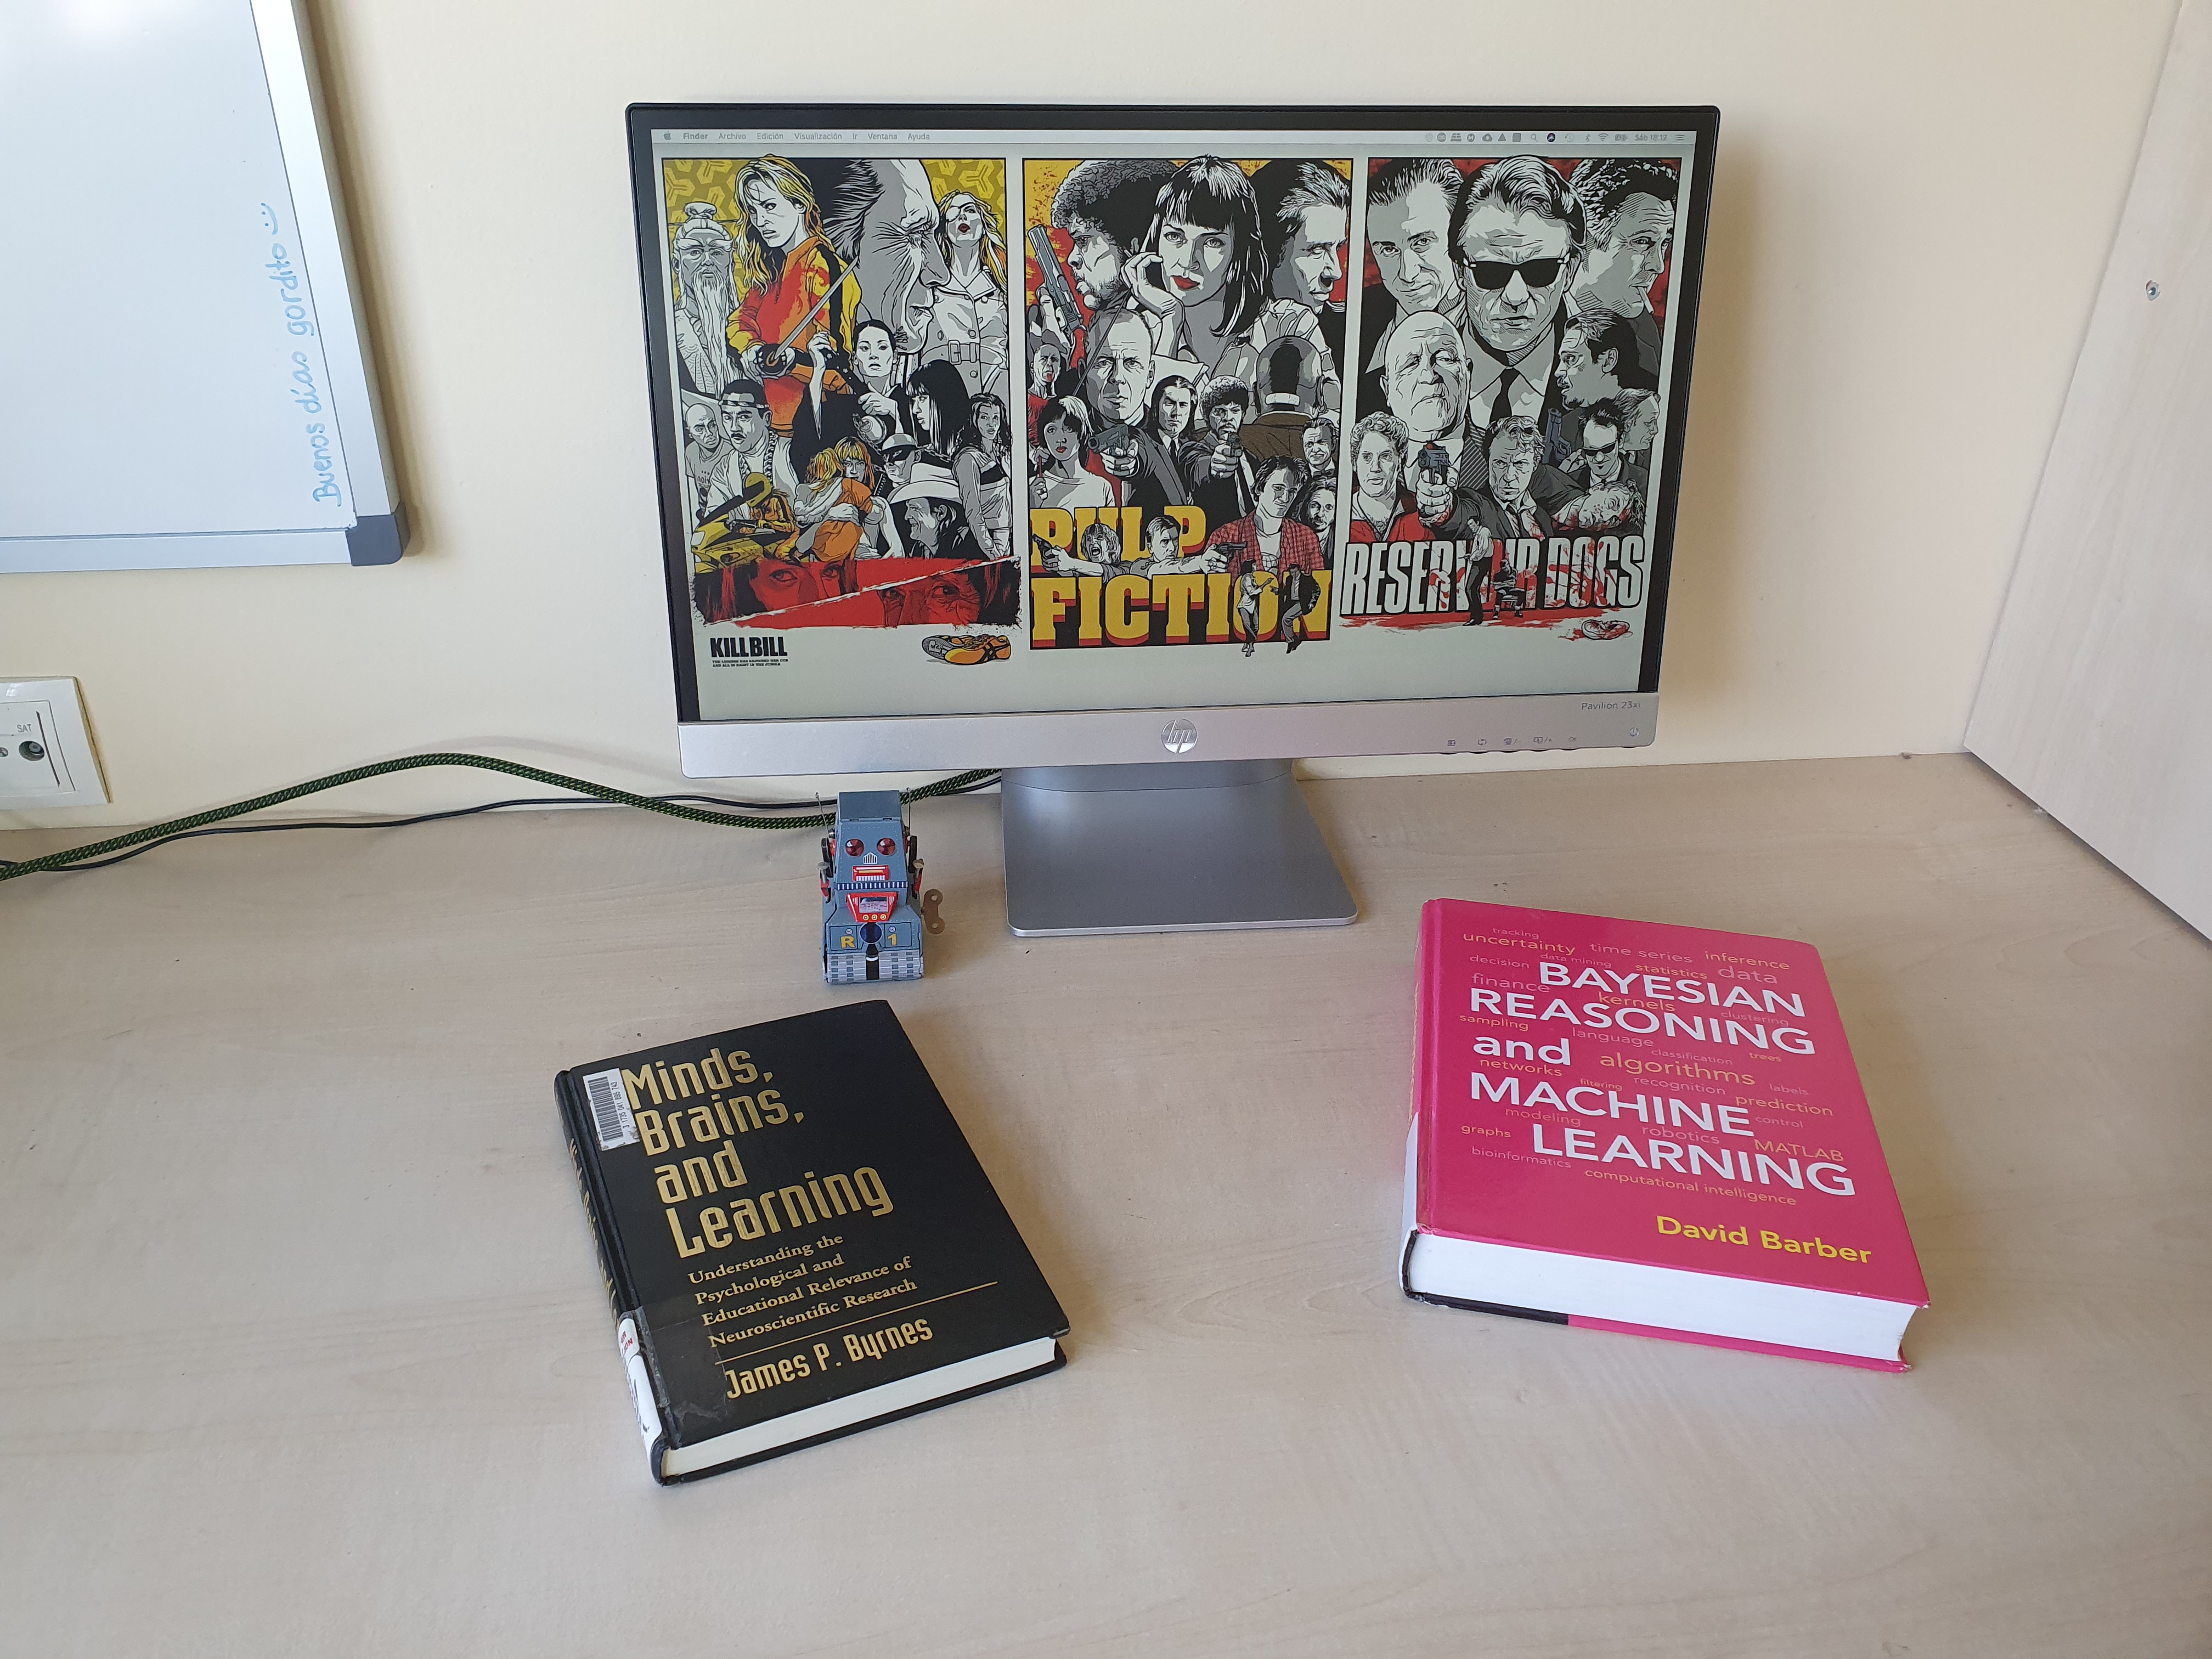 Buenos días gordito
SAT
Finder Archivo Edición Visualización Ir Ventana Ayuda
KILL BILL
PULP
FICTION
RESERVOIR DOGS
Pavilion 23xi
hp
R 1
Minds,
Brains,
and
Learning
Understanding the
Psychological and
Educational Relevance of
Neuroscientific Research
James P. Byrnes
tracking
uncertainty time series inference
decision data mining statistics data
finance BAYESIAN
kernels
REASONING clustering
sampling language
and classification trees
networks algorithms labels
filtering recognition
MACHINE prediction
modeling control
graphs robotics MATLAB
LEARNING
bioinformatics
computational intelligence
David Barber